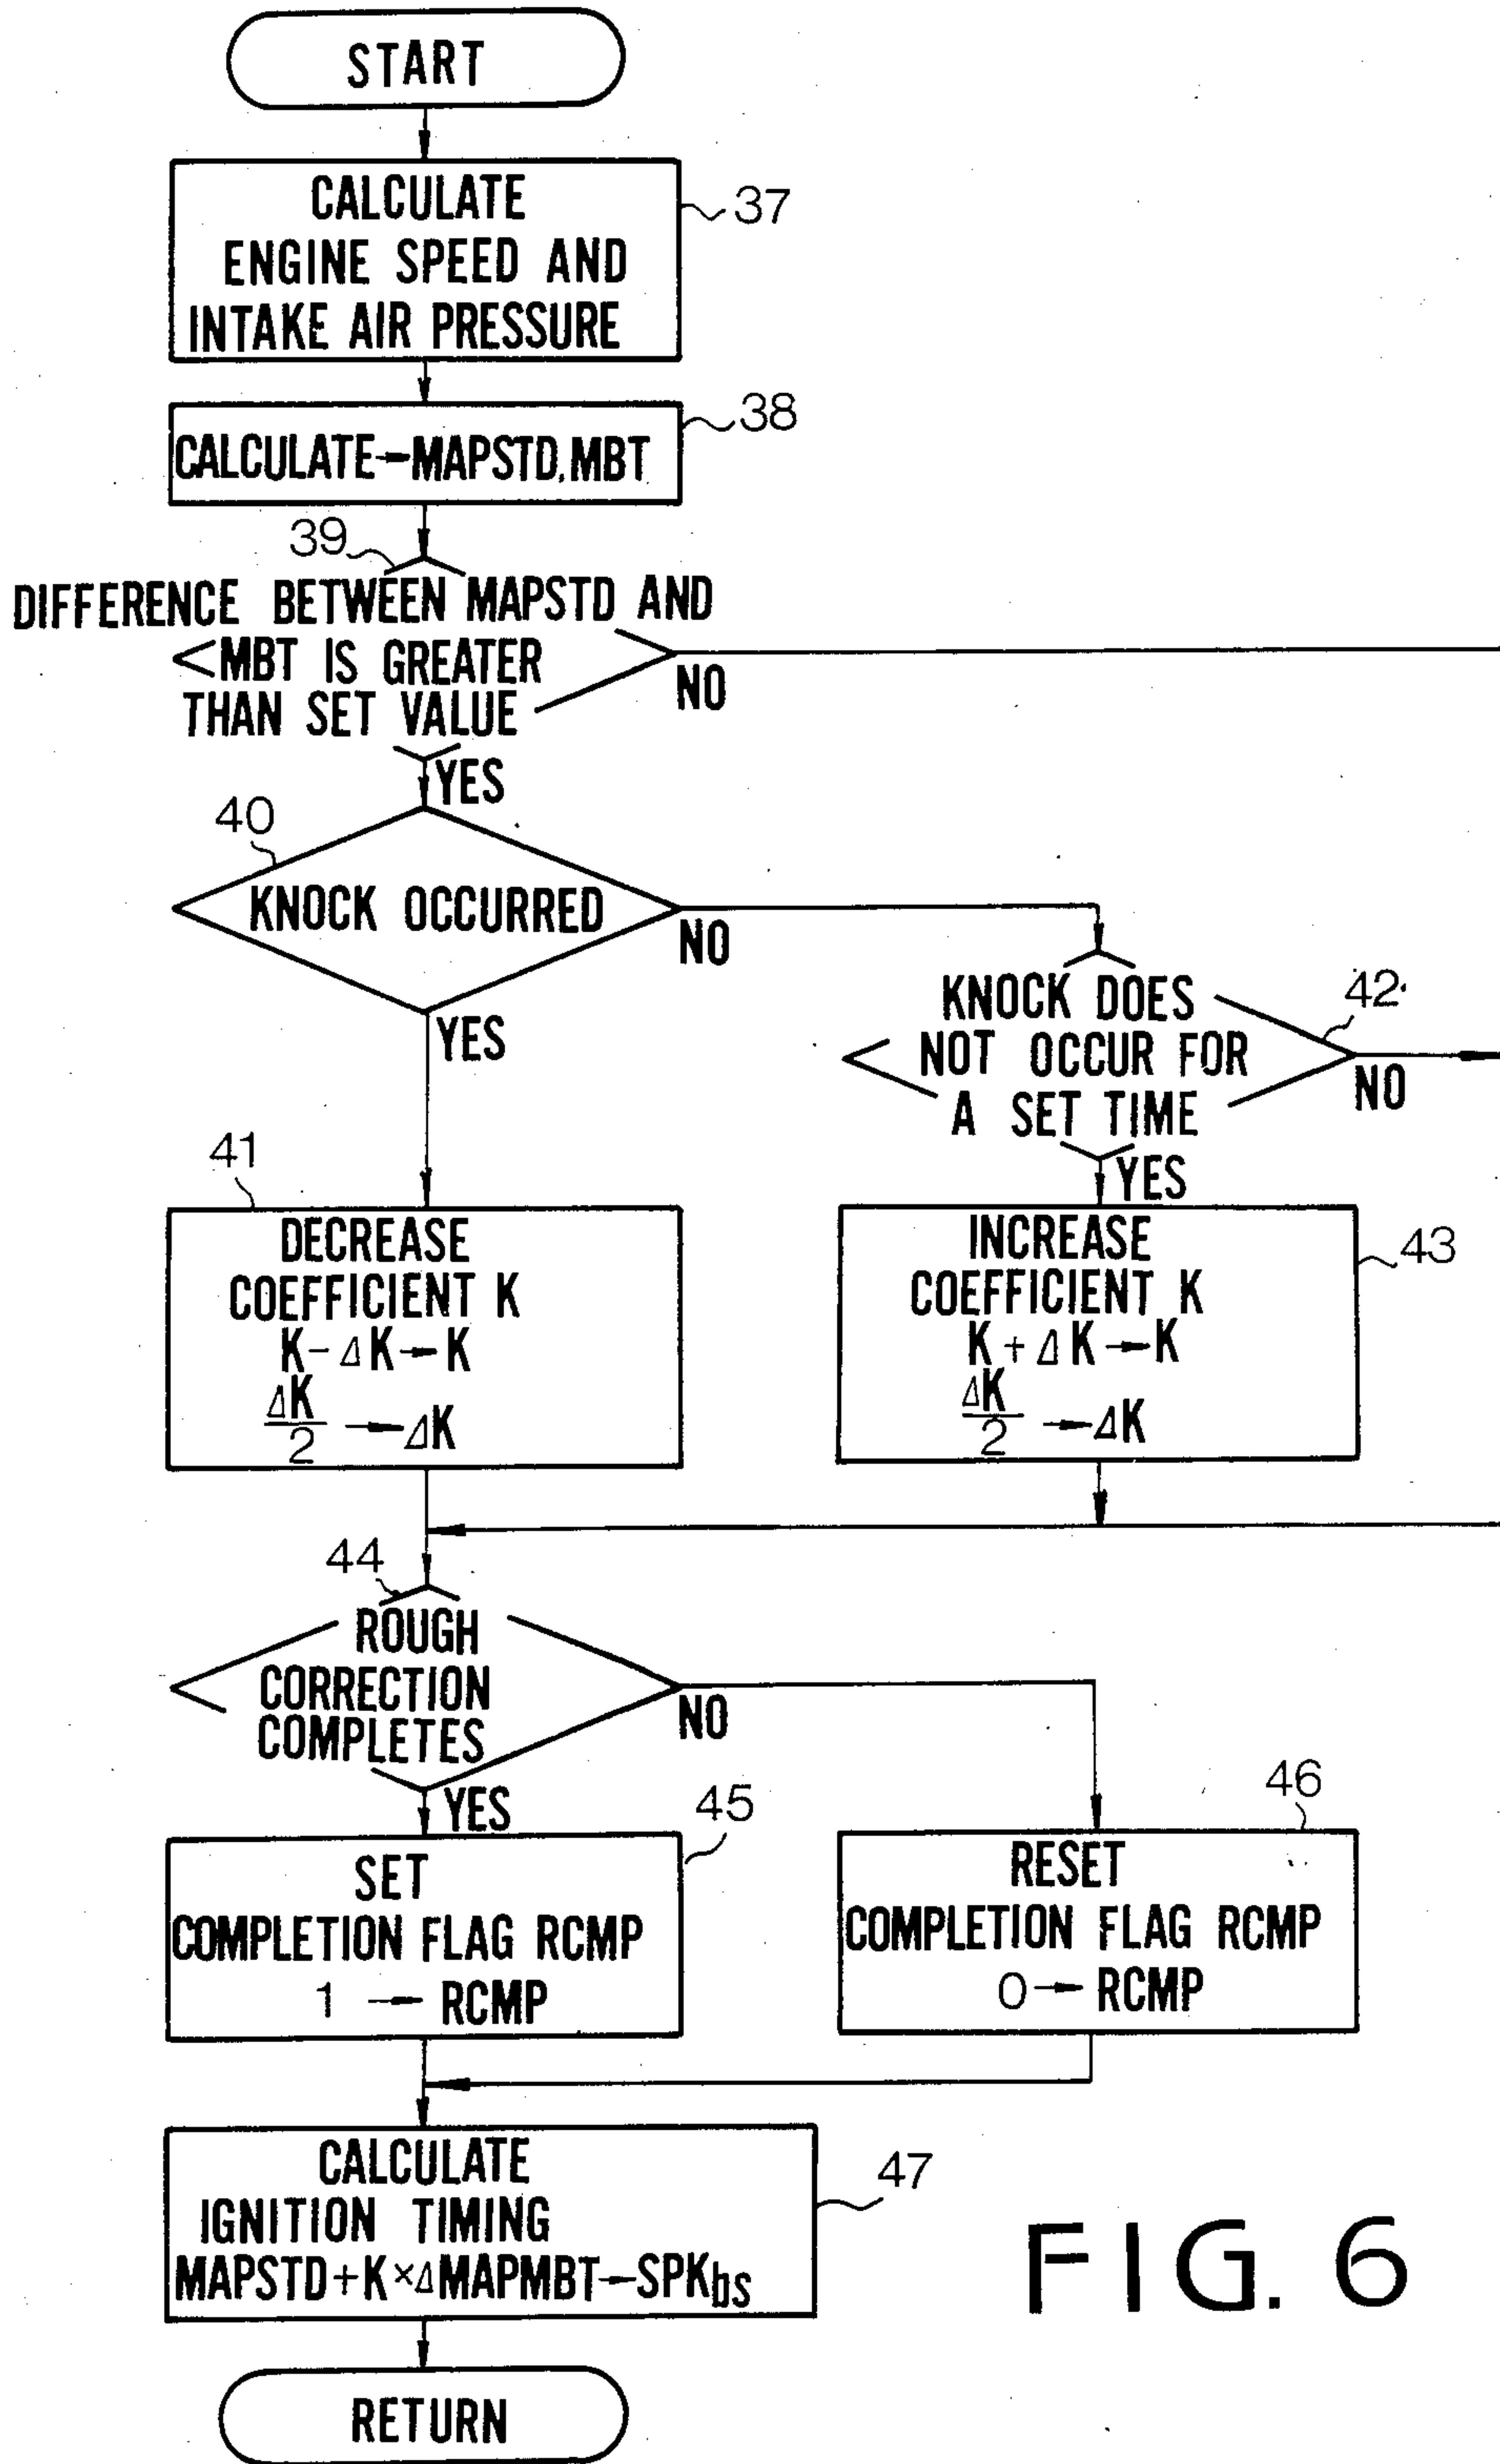 START
CALCULATE
ENGINE SPEED AND
INTAKE AIR PRESSURE
37
CALCULATE→MAPSTD, MBT
38
39
DIFFERENCE BETWEEN MAPSTD AND
MBT IS GREATER
THAN SET VALUE
NO
YES
40
KNOCK OCCURRED
NO
YES
KNOCK DOES
NOT OCCUR FOR
A SET TIME
42
NO
YES
41
DECREASE
COEFFICIENT K
K-ΔK→K
ΔK/2→ΔK
INCREASE
COEFFICIENT K
K+ΔK→K
ΔK/2→ΔK
43
44
ROUGH
CORRECTION
COMPLETES
NO
YES
45
SET
COMPLETION FLAG RCMP
1→RCMP
46
RESET
COMPLETION FLAG RCMP
0→RCMP
CALCULATE
IGNITION TIMING
MAPSTD+K×ΔMAPMBT→SPKbs
47
RETURN
FIG. 6